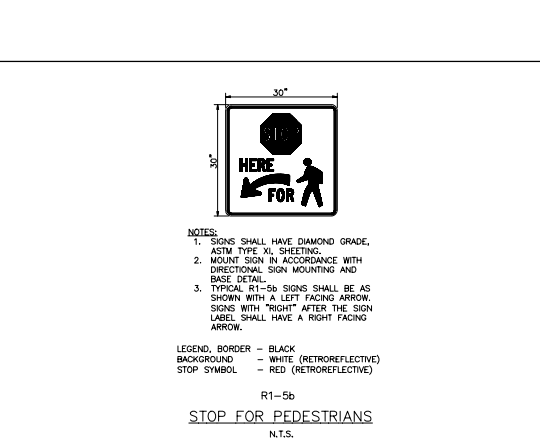 30"
30"
STOP
HERE
FOR
NOTES:
1. SIGNS SHALL HAVE DIAMOND GRADE,
ASTM TYPE XI, SHEETING.
2. MOUNT SIGN IN ACCORDANCE WITH
DIRECTIONAL SIGN MOUNTING AND
BASE DETAIL.
3. TYPICAL R1-5b SIGNS SHALL BE AS
SHOWN WITH A LEFT FACING ARROW.
SIGNS WITH "RIGHT" AFTER THE SIGN
LABEL SHALL HAVE A RIGHT FACING
ARROW.
LEGEND, BORDER - BLACK
BACKGROUND - WHITE (RETROREFLECTIVE)
STOP SYMBOL - RED (RETROREFLECTIVE)
R1-5b
STOP FOR PEDESTRIANS
N.T.S.